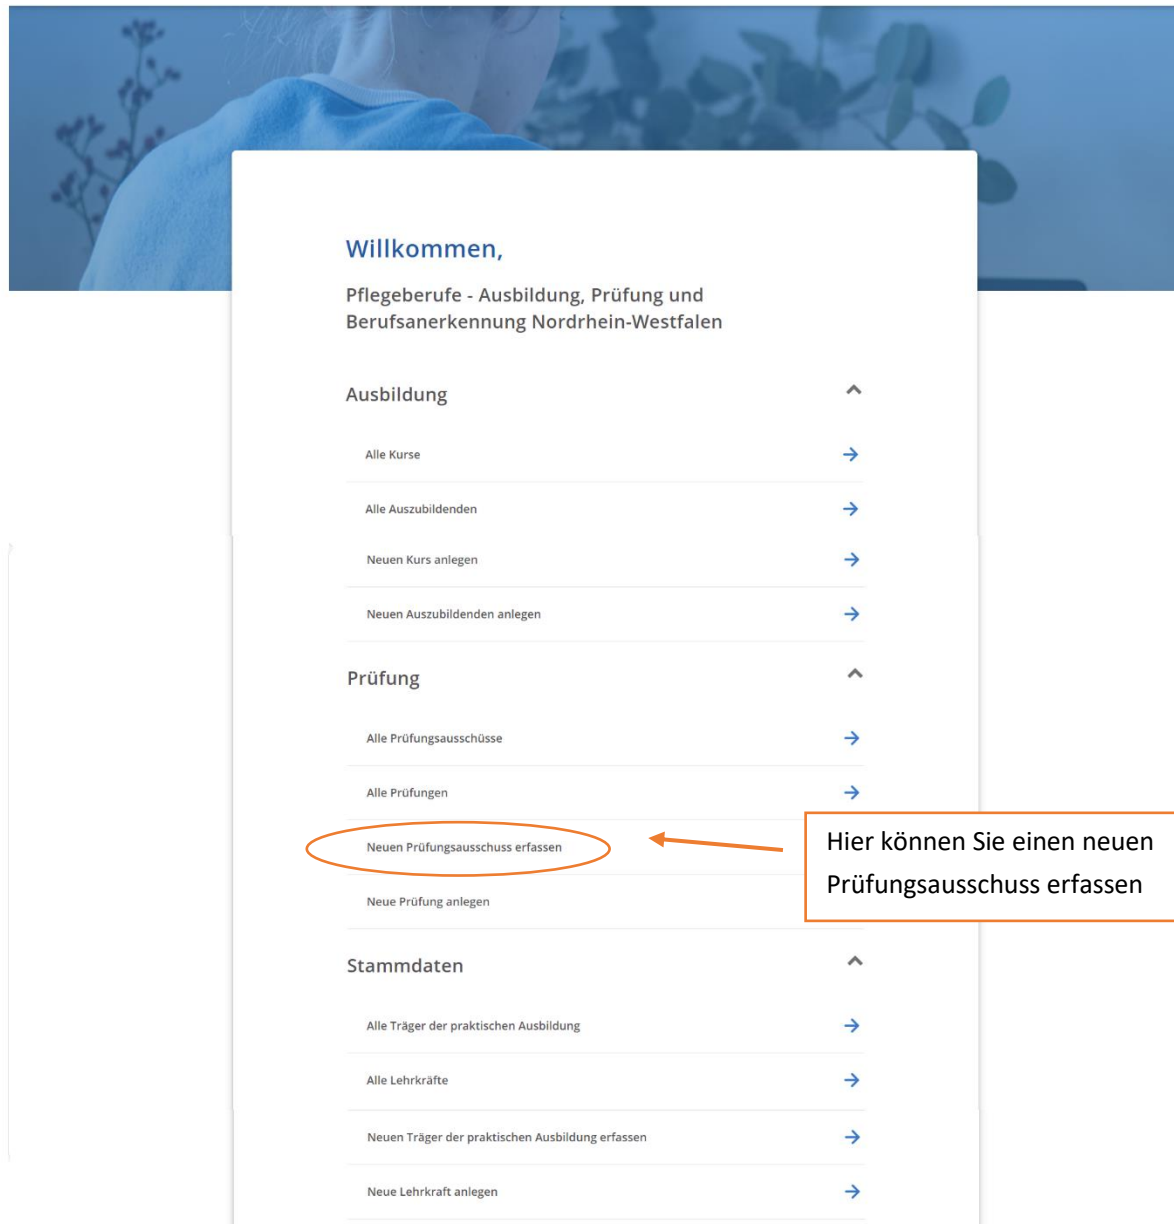 Willkommen,
Pflegeberufe - Ausbildung, Prüfung und
Berufsanerkennung Nordrhein-Westfalen
Ausbildung
Alle Kurse
Alle Auszubildenden
Neuen Kurs anlegen
Neuen Auszubildenden anlegen
Prüfung
Alle Prüfungsausschüsse
Alle Prüfungen
Neuen Prüfungsausschuss erfassen
Hier können Sie einen neuen
Prüfungsausschuss erfassen
Neue Prüfung anlegen
Stammdaten
Alle Träger der praktischen Ausbildung
Alle Lehrkräfte
Neuen Träger der praktischen Ausbildung erfassen
Neue Lehrkraft anlegen